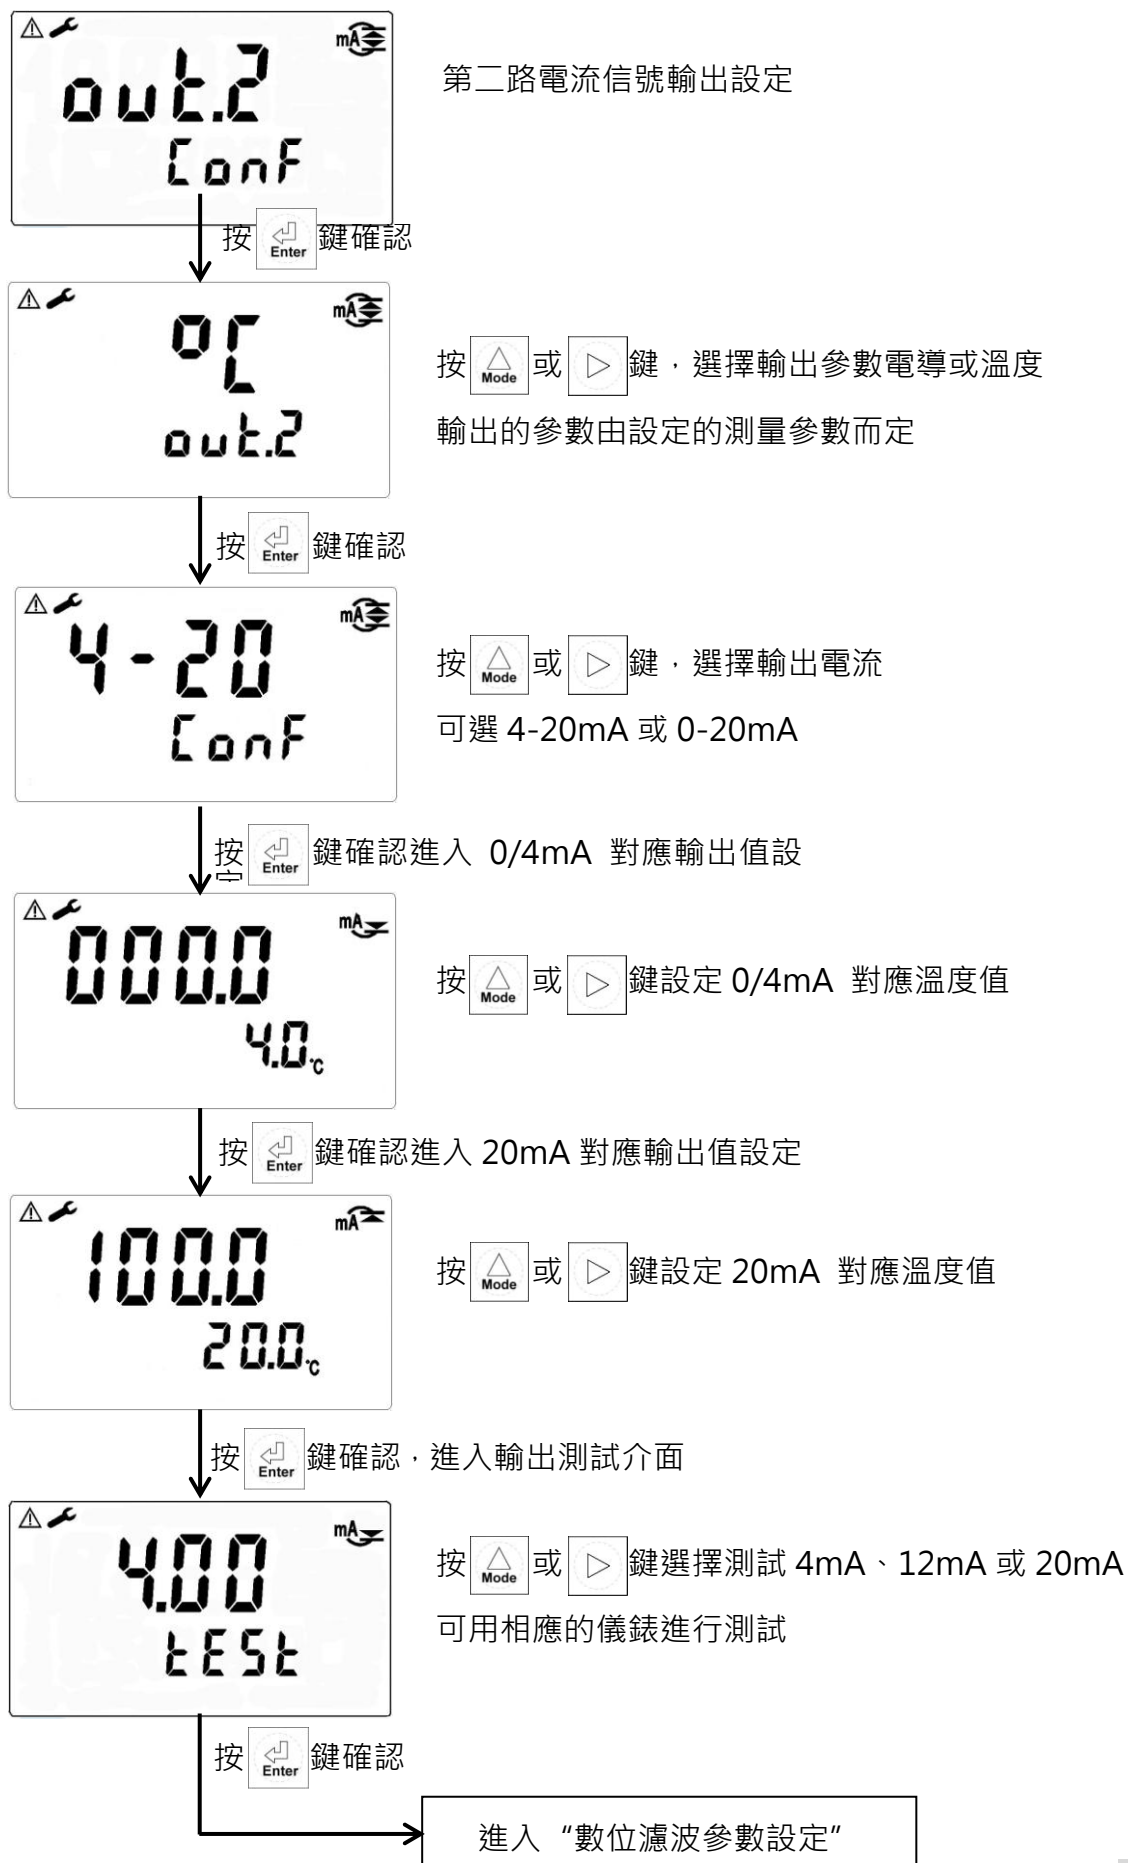 mA
out.2
第二路電流信號輸出設定
ConF
按 Enter 鍵確認
mA
°C
按 Mode 或 鍵，選擇輸出參數電導或溫度
輸出的參數由設定的測量參數而定
out.2
按 Enter 鍵確認
mA
4-20
按 Mode 或 鍵，選擇輸出電流
可選 4-20mA 或 0-20mA
ConF
按 Enter 鍵確認進入 0/4mA 對應輸出值設
定
mA
000.0
按 Mode 或 鍵設定 0/4mA 對應溫度值
4.0°C
按 Enter 鍵確認進入 20mA 對應輸出值設定
mA
100.0
按 Mode 或 鍵設定 20mA 對應溫度值
20.0°C
按 Enter 鍵確認，進入輸出測試介面
mA
4.00
按 Mode 或 鍵選擇測試 4mA、12mA 或 20mA
可用相應的儀錶進行測試
tESt
按 Enter 鍵確認
進入“數位濾波參數設定”